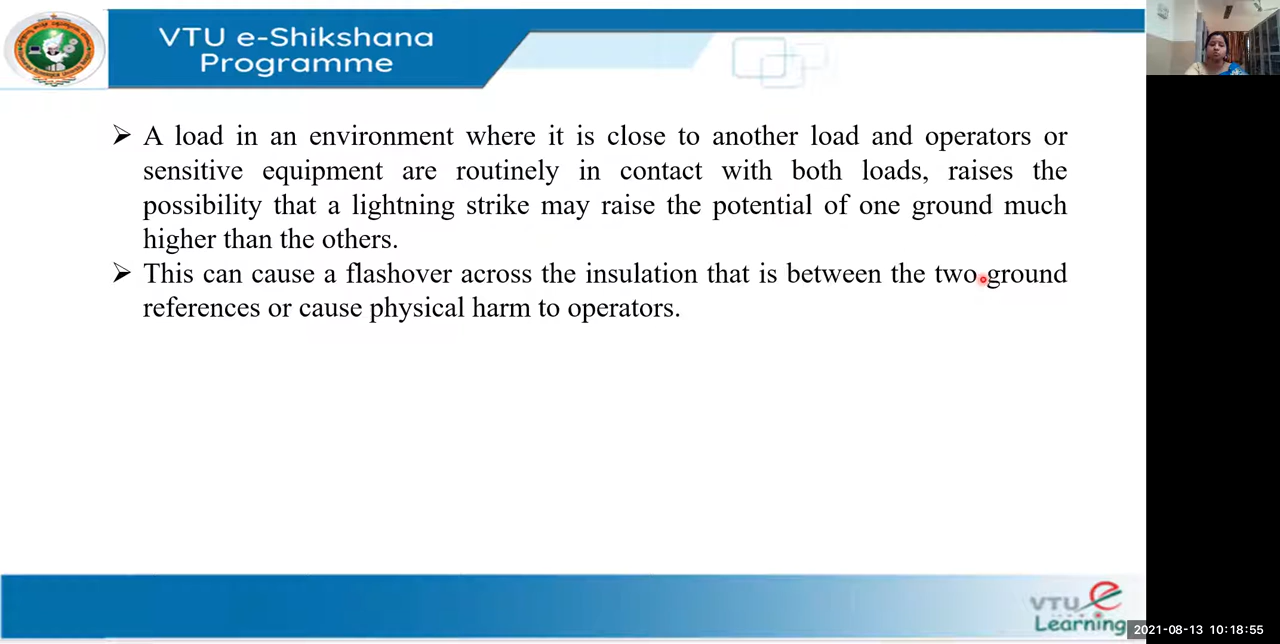 VTU e-Shikshana
Programme
➢ A load in an environment where it is close to another load and operators or
sensitive equipment are routinely in contact with both loads, raises the
possibility that a lightning strike may raise the potential of one ground much
higher than the others.
➢ This can cause a flashover across the insulation that is between the two ground
references or cause physical harm to operators.
VTU e
Learning
2021-08-13 10:18:55